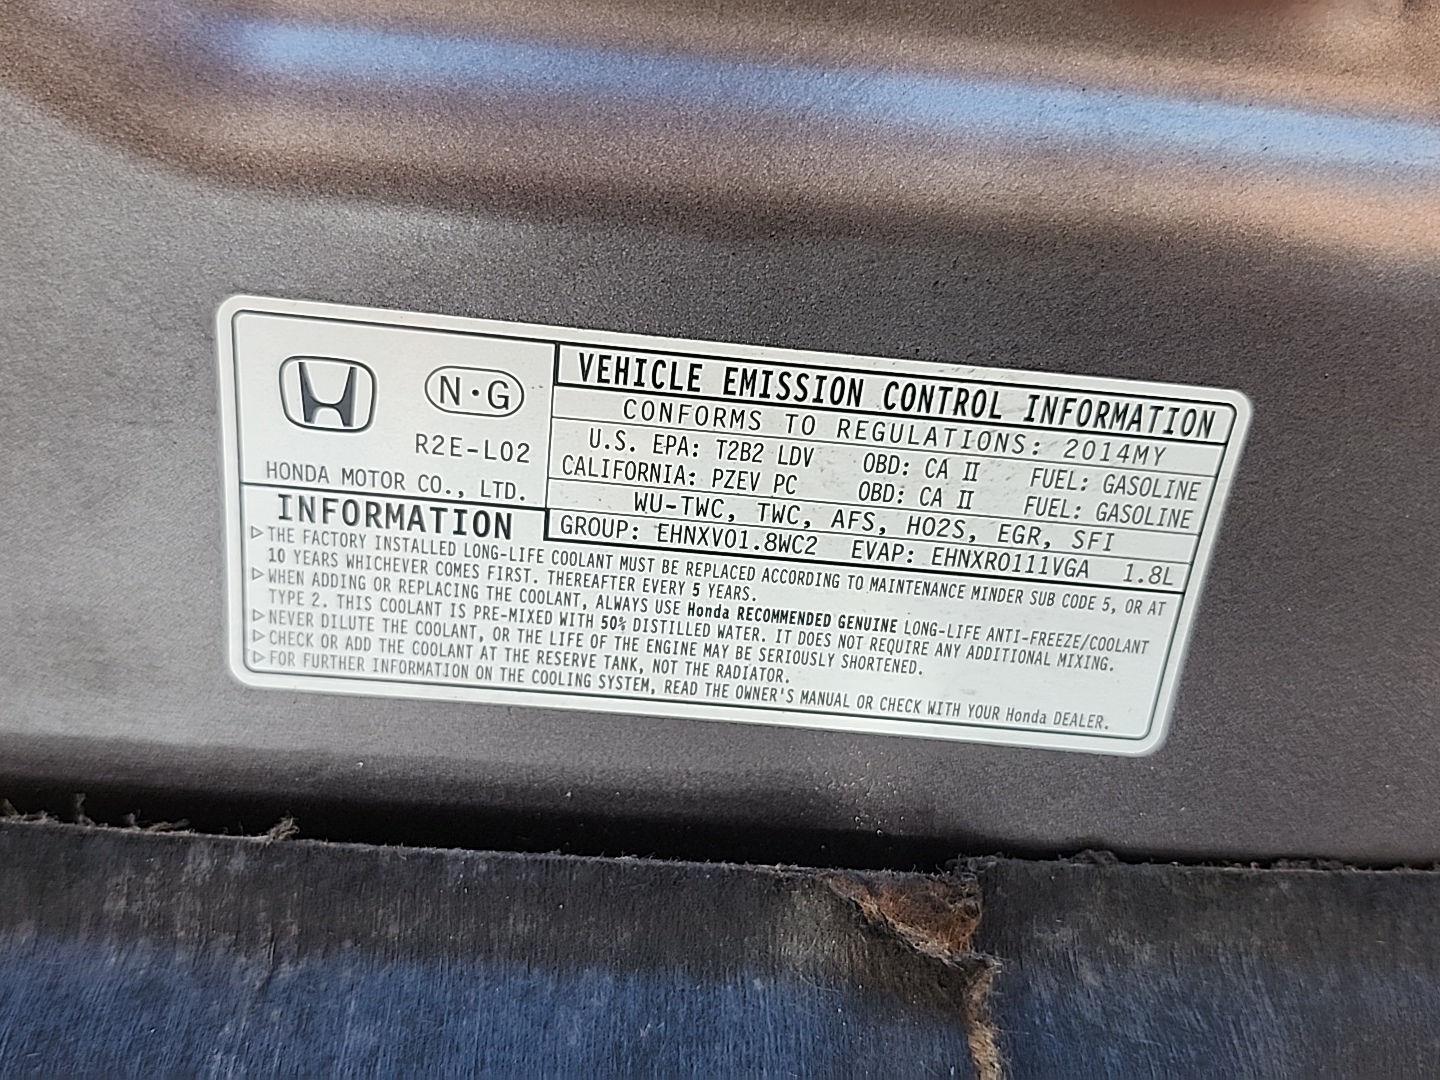 N·G
R2E-L02
HONDA MOTOR CO., LTD.
VEHICLE EMISSION CONTROL INFORMATION
CONFORMS TO REGULATIONS: 2014MY
U.S. EPA: T2B2 LDV OBD: CA II FUEL: GASOLINE
CALIFORNIA: PZEV PC OBD: CA II FUEL: GASOLINE
WU-TWC, TWC, AFS, HO2S, EGR, SFI
GROUP: EHNXV01.8WC2 EVAP: EHNXR0111VGA 1.8L
INFORMATION
▷THE FACTORY INSTALLED LONG-LIFE COOLANT MUST BE REPLACED ACCORDING TO MAINTENANCE MINDER SUB CODE 5, OR AT
10 YEARS WHICHEVER COMES FIRST. THEREAFTER EVERY 5 YEARS.
▷WHEN ADDING OR REPLACING THE COOLANT, ALWAYS USE Honda RECOMMENDED GENUINE LONG-LIFE ANTI-FREEZE/COOLANT
TYPE 2. THIS COOLANT IS PRE-MIXED WITH 50% DISTILLED WATER. IT DOES NOT REQUIRE ANY ADDITIONAL MIXING.
▷NEVER DILUTE THE COOLANT, OR THE LIFE OF THE ENGINE MAY BE SERIOUSLY SHORTENED.
▷CHECK OR ADD THE COOLANT AT THE RESERVE TANK, NOT THE RADIATOR.
▷FOR FURTHER INFORMATION ON THE COOLING SYSTEM, READ THE OWNER'S MANUAL OR CHECK WITH YOUR Honda DEALER.